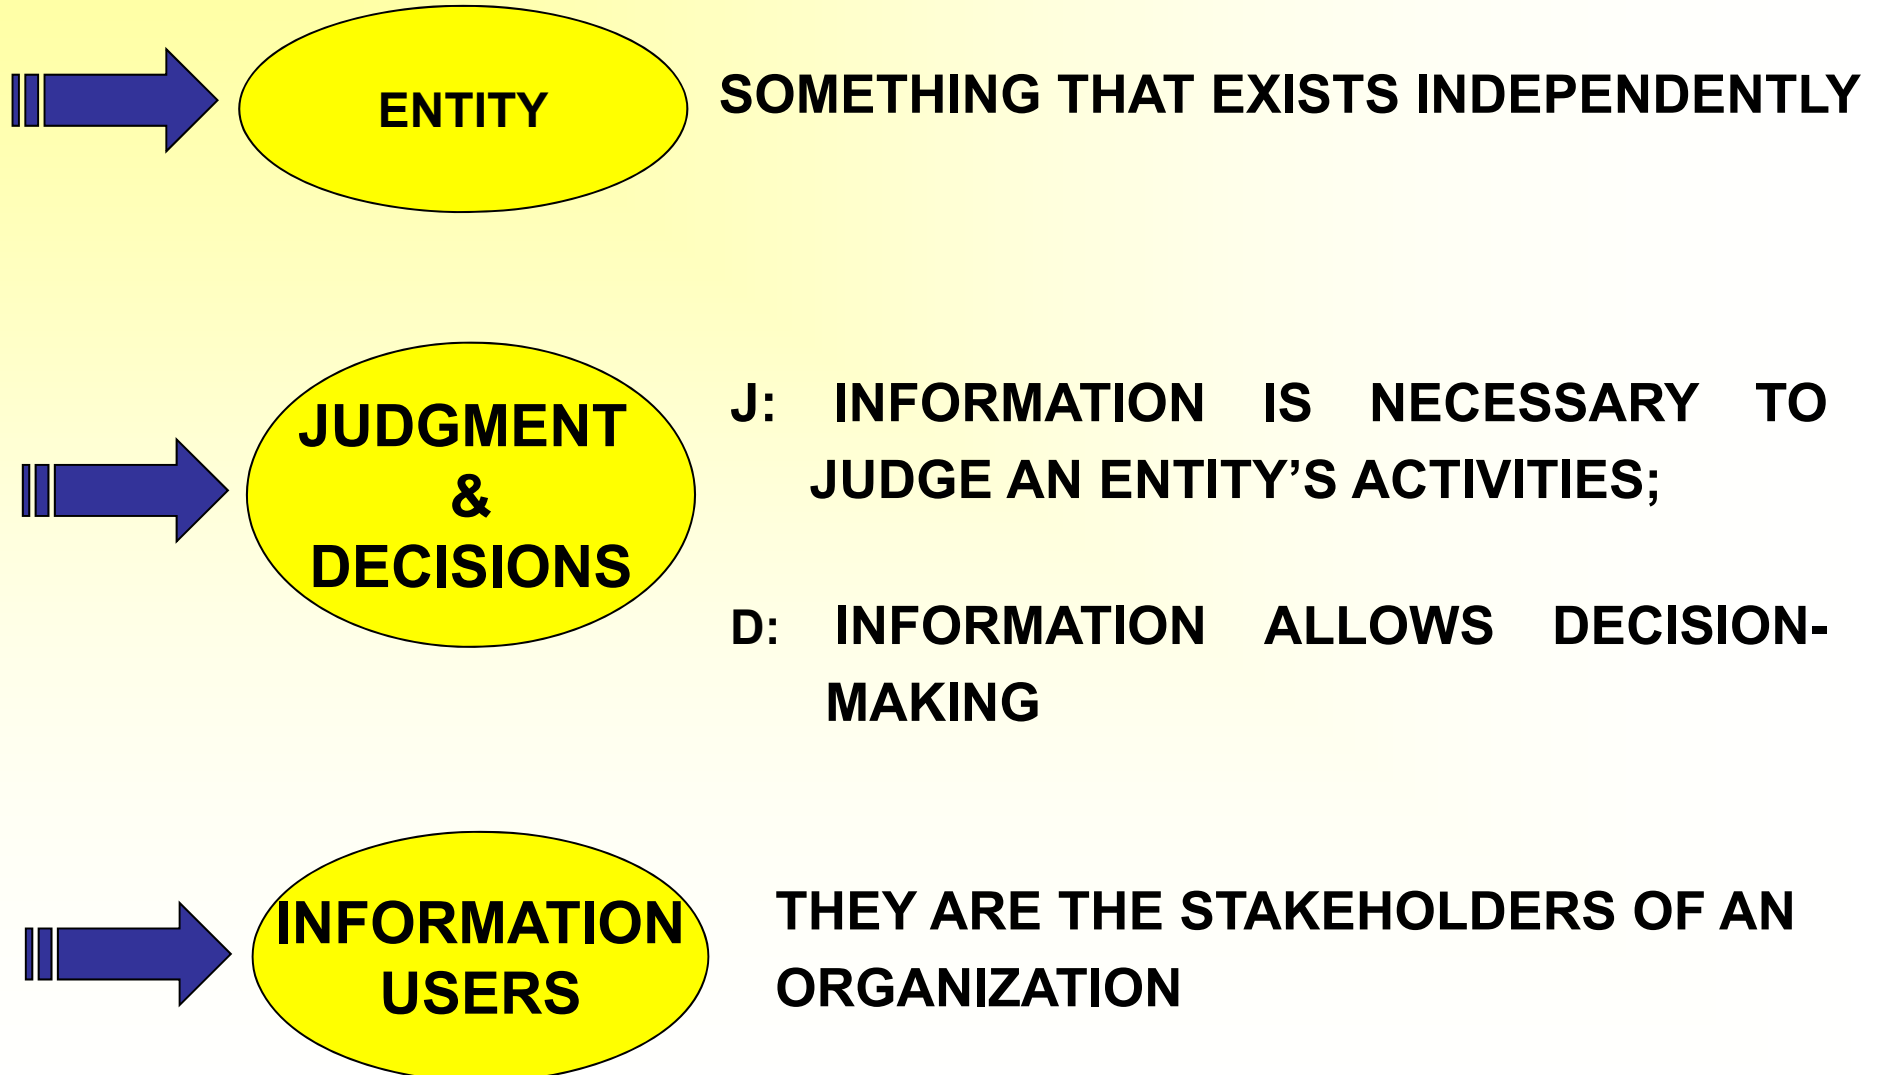 ENTITY
SOMETHING THAT EXISTS INDEPENDENTLY
JUDGMENT
&
DECISIONS
J: INFORMATION IS NECESSARY TO
JUDGE AN ENTITY’S ACTIVITIES;
D: INFORMATION ALLOWS DECISION-
MAKING
INFORMATION
USERS
THEY ARE THE STAKEHOLDERS OF AN
ORGANIZATION